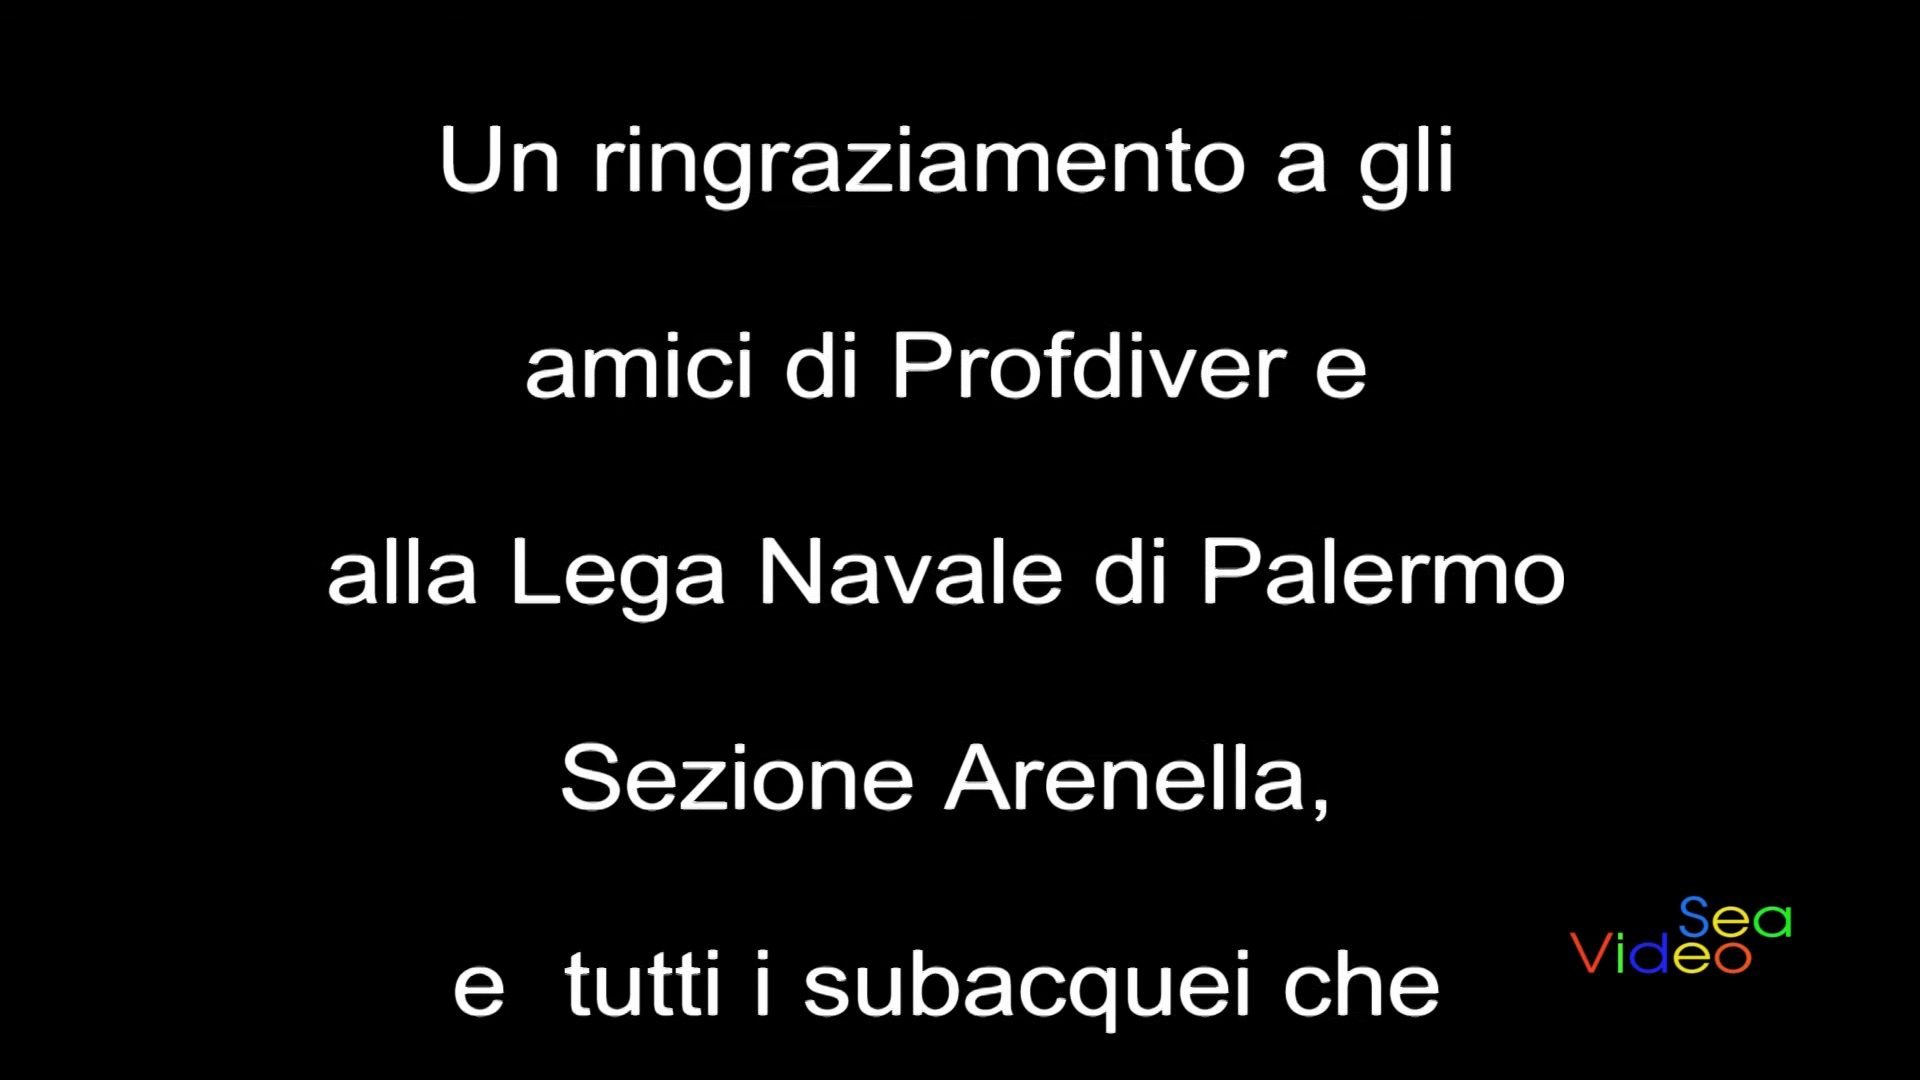 Un ringraziamento a gli
amici di Profdiver e
alla Lega Navale di Palermo
Sezione Arenella,
e  tutti i subacquei che
Sea
Video